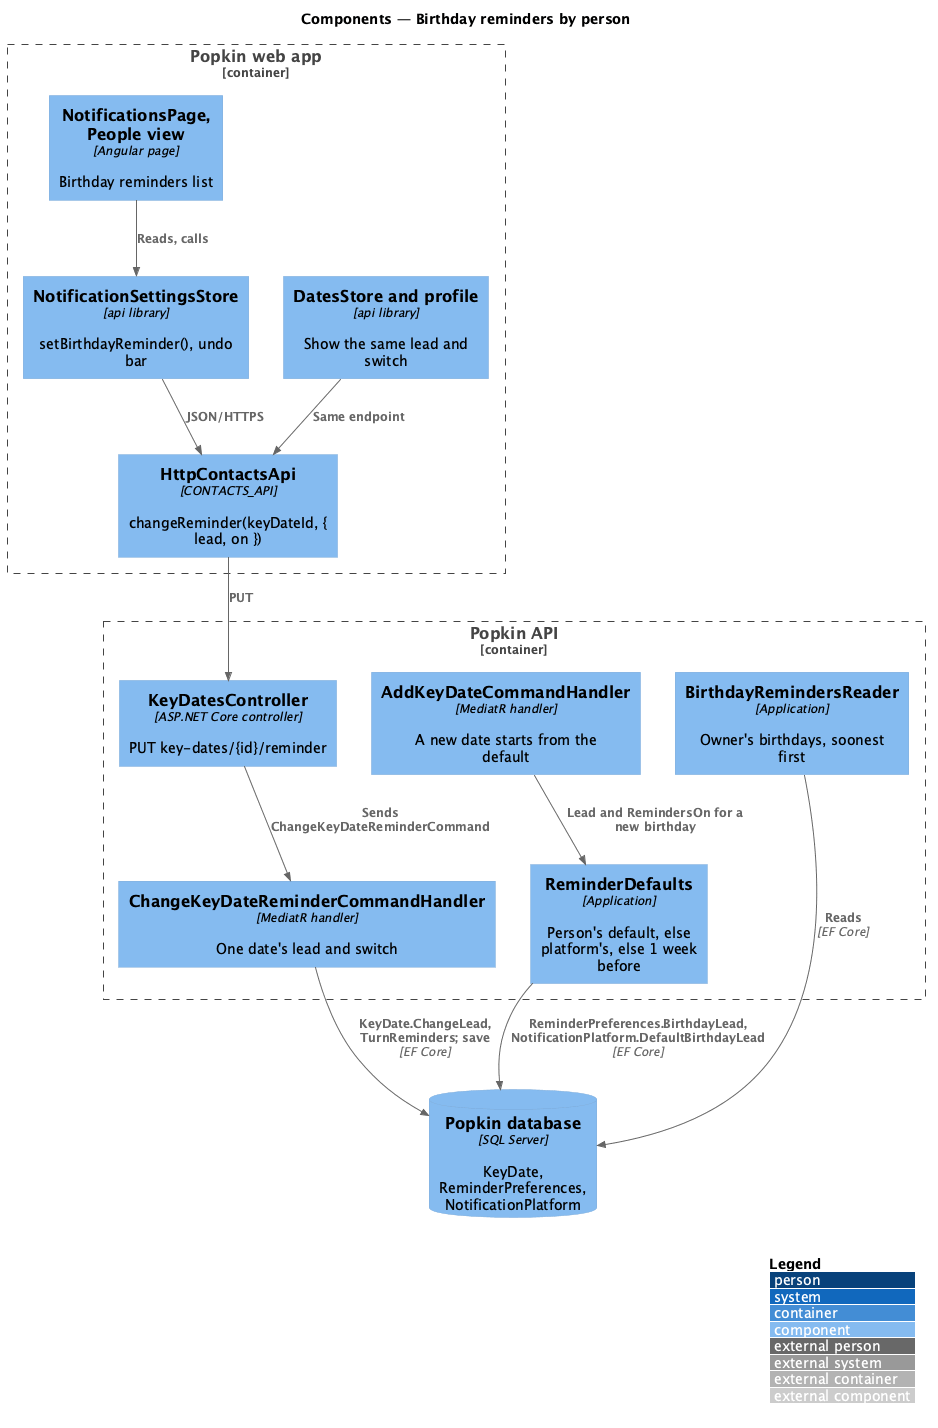 Components — Birthday reminders by person
Popkin web app
[container]
NotificationsPage,
People view
[Angular page]
Birthday reminders list
Reads, calls
NotificationSettingsStore
[api library]
setBirthdayReminder(), undo
bar
DatesStore and profile
[api library]
Show the same lead and
switch
JSON/HTTPS
Same endpoint
HttpContactsApi
[CONTACTS_API]
changeReminder(keyDateId, {
lead, on })
PUT
Popkin API
[container]
KeyDatesController
[ASP.NET Core controller]
PUT key-dates/{id}/reminder
AddKeyDateCommandHandler
[MediatR handler]
A new date starts from the
default
BirthdayRemindersReader
[Application]
Owner's birthdays, soonest
first
Sends
ChangeKeyDateReminderCommand
Lead and RemindersOn for a
new birthday
ChangeKeyDateReminderCommandHandler
[MediatR handler]
One date's lead and switch
ReminderDefaults
[Application]
Person's default, else
platform's, else 1 week
before
Reads
[EF Core]
KeyDate.ChangeLead,
TurnReminders; save
[EF Core]
ReminderPreferences.BirthdayLead,
NotificationPlatform.DefaultBirthdayLead
[EF Core]
Popkin database
[SQL Server]
KeyDate,
ReminderPreferences,
NotificationPlatform
Legend
person
system
container
component
external person
external system
external container
external component